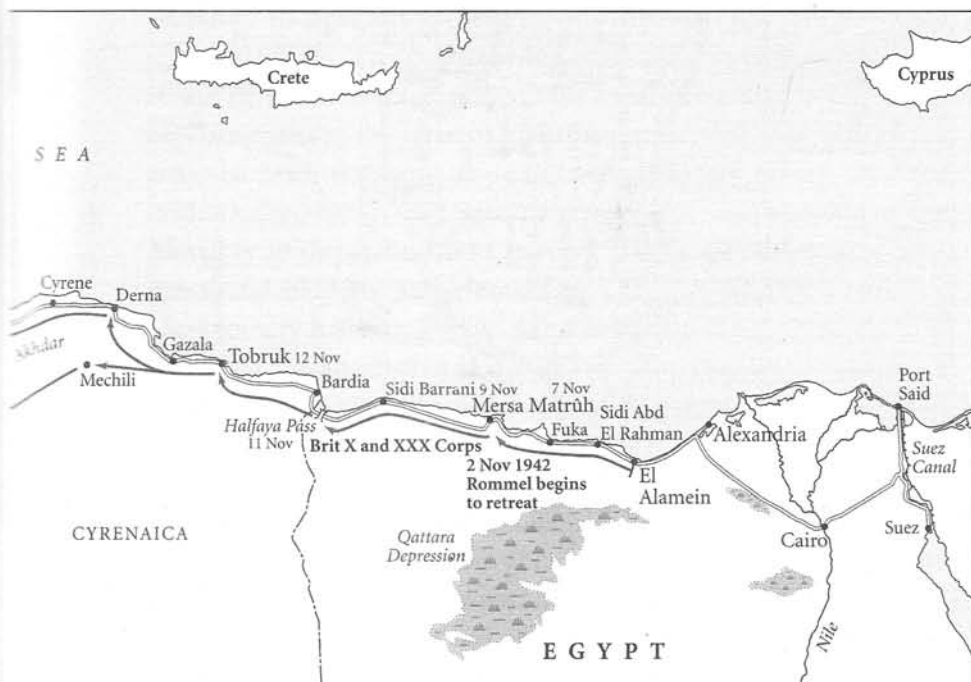 Crete
Cyprus
SEA
Cyrene
Derna
Akhdar
Gazala
Tobruk 12 Nov
Mechili
Bardia
Sidi Barrani 9 Nov
7 Nov
Mersa Matrûh
Sidi Abd
El Rahman
Fuka
Halfaya Pass
11 Nov
Brit X and XXX Corps
2 Nov 1942
Rommel begins
to retreat
El
Alamein
Alexandria
Port
Said
Suez
Canal
Cairo
Suez
CYRENAICA
Qattara
Depression
EGYPT
Nile